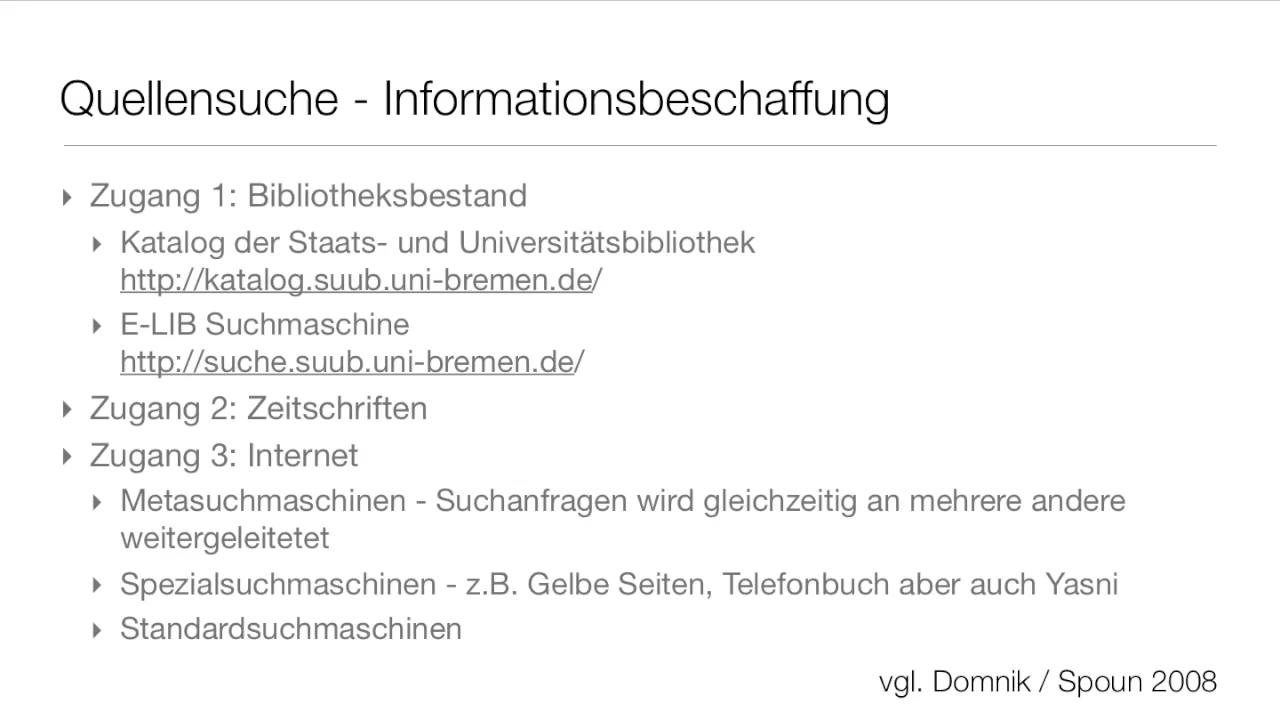 Quellensuche - Informationsbeschaffung
‣ Zugang 1: Bibliotheksbestand
‣ Katalog der Staats- und Universitätsbibliothek
http://katalog.suub.uni-bremen.de/
‣ E-LIB Suchmaschine
http://suche.suub.uni-bremen.de/
‣ Zugang 2: Zeitschriften
‣ Zugang 3: Internet
‣ Metasuchmaschinen - Suchanfragen wird gleichzeitig an mehrere andere
weitergeleitetet
‣ Spezialsuchmaschinen - z.B. Gelbe Seiten, Telefonbuch aber auch Yasni
‣ Standardsuchmaschinen
vgl. Domnik / Spoun 2008